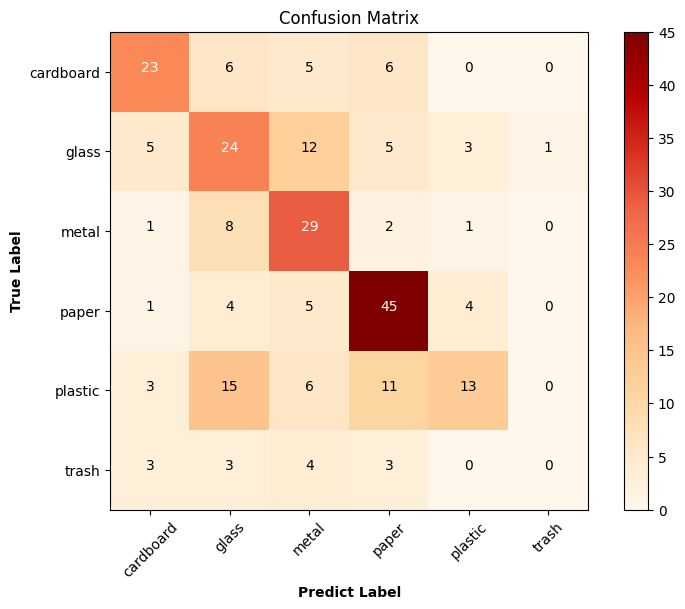 Confusion Matrix
cardboard 23 6 5 6 0 0
glass 5 24 12 5 3 1
metal 1 8 29 2 1 0
paper 1 4 5 45 4 0
plastic 3 15 6 11 13 0
trash 3 3 4 3 0 0
cardboard glass metal paper plastic trash
True Label
Predict Label
45
40
35
30
25
20
15
10
5
0